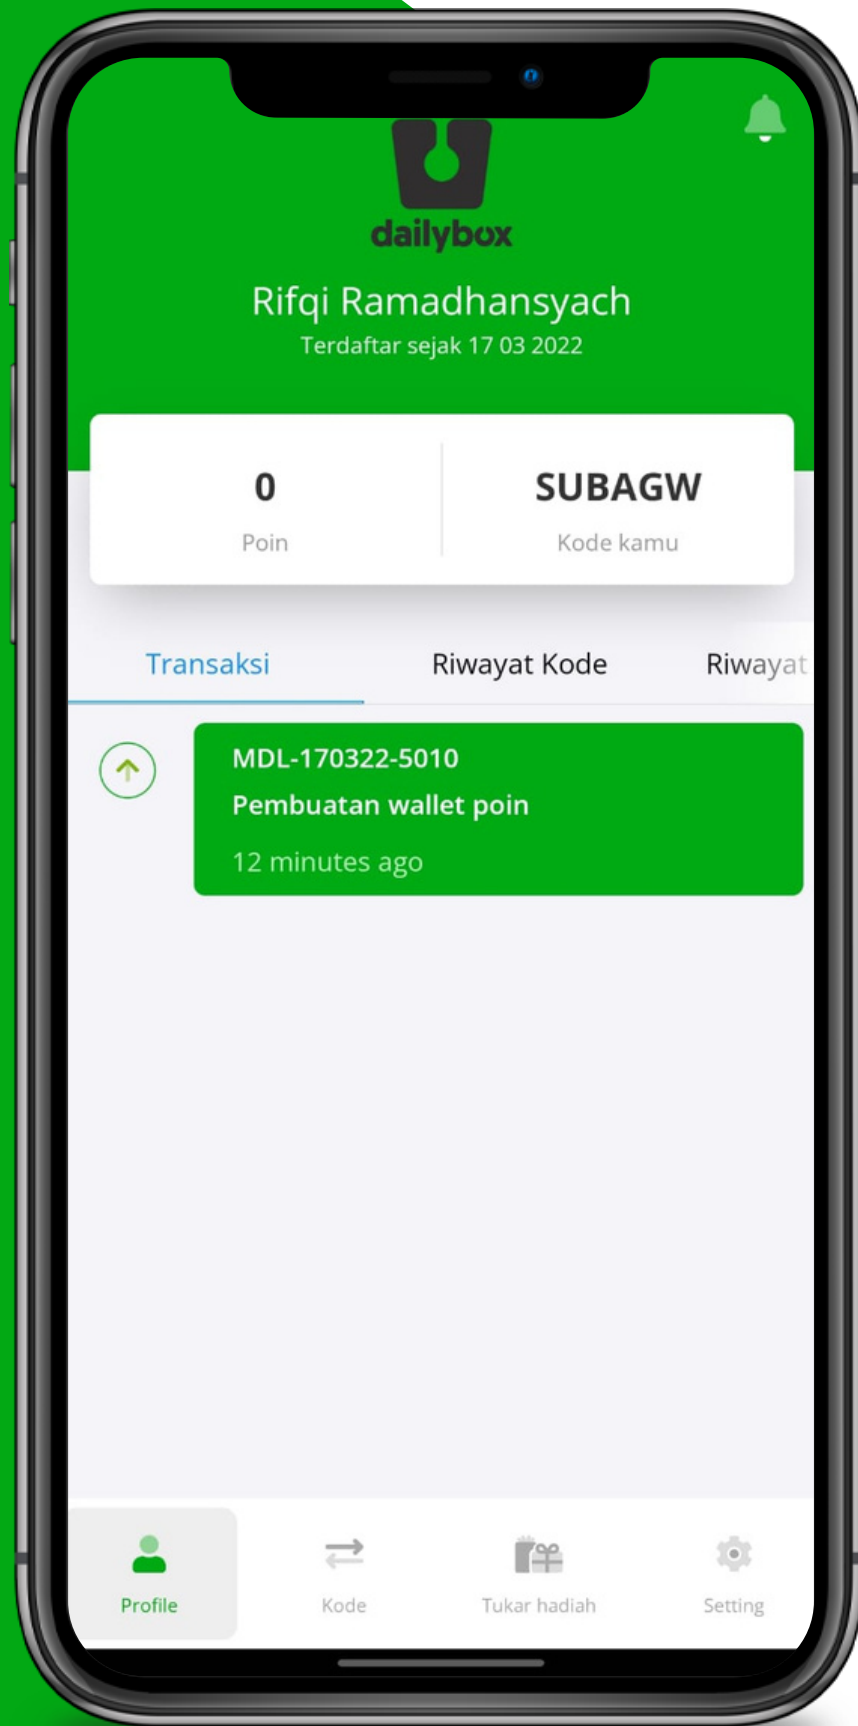 dailybox
Rifqi Ramadhansyach
Terdaftar sejak 17 03 2022
0
Poin
SUBAGW
Kode kamu
Transaksi
Riwayat Kode
Riwayat
MDL-170322-5010
Pembuatan wallet poin
12 minutes ago
Profile
Kode
Tukar hadiah
Setting